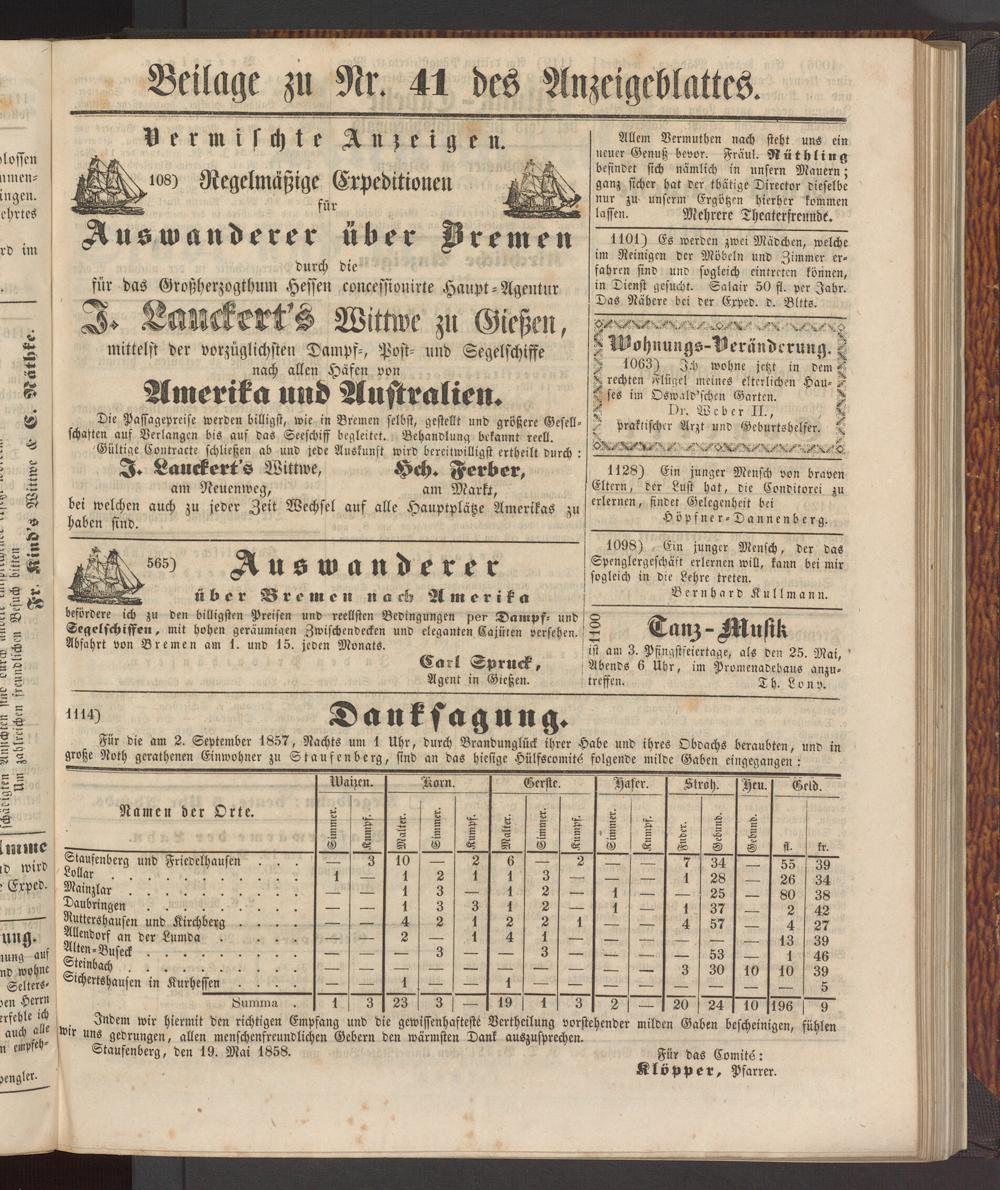 Beilage zu Nr. 41 des Anzeigeblattes.
Vermischte Anzeigen.
108) Regelmäßige Expeditionen
für
Auswanderer über Bremen
durch die
für das Großherzogthum Hessen concessionirte Haupt-Agentur
J. Lauckert's Wittwe zu Gießen,
mittelst der vorzüglichsten Dampf-, Post- und Segelschiffe
nach allen Häfen von
Amerika und Australien.
Die Passagepreise werden billigst, wie in Bremen selbst, gestellt und größere Gesell-
schaften auf Verlangen bis auf das Seeschiff begleitet. Behandlung bekannt reell.
Gültige Contracte schließen ab und jede Auskunft wird bereitwilligst ertheilt durch:
J. Lauckert's Wittwe, Hch. Ferber,
am Neuenweg, am Markt,
bei welchen auch zu jeder Zeit Wechsel auf alle Hauptplätze Amerikas zu
haben sind.
565) Auswanderer
über Bremen nach Amerika
befördere ich zu den billigsten Preisen und reellsten Bedingungen per Dampf- und
Segelschiffen, mit hohen geräumigen Zwischendecken und eleganten Cajüten versehen.
Abfahrt von Bremen am 1. und 15. jeden Monats.
Carl Spruck,
Agent in Gießen.
Allem Vermuthen nach steht uns ein
neuer Genuß bevor. Fräul. Nüthling
befindet sich nämlich in unsern Mauern;
ganz sicher hat der thätige Director dieselbe
nur zu unserm Ergötzen hierher kommen
lassen. Mehrere Theaterfreunde.
1101) Es werden zwei Mädchen, welche
im Reinigen der Möbeln und Zimmer er-
fahren sind und sogleich eintreten können,
in Dienst gesucht. Salair 50 fl. per Jahr.
Das Nähere bei der Exped. d. Bltts.
Wohnungs-Veränderung.
1063) Ich wohne jetzt in dem
rechten Flügel meines elterlichen Hau-
ses im Oswald'schen Garten.
Dr. Weber II.,
praktischer Arzt und Geburtshelfer.
1128) Ein junger Mensch von braven
Eltern, der Lust hat, die Conditorei zu
erlernen, findet Gelegenheit bei
Höpfner-Dannenberg.
1098) Ein junger Mensch, der das
Spenglergeschäft erlernen will, kann bei mir
sogleich in die Lehre treten.
Bernhard Kullmann.
1100 Tanz-Musik
ist am 3. Pfingstfeiertage, als den 25. Mai,
Abends 6 Uhr, im Promenadehaus anzu-
treffen. Th. Lony.
1114) Danksagung.
Für die am 2. September 1857, Nachts um 1 Uhr, durch Brandunglück ihrer Habe und ihres Obdachs beraubten, und in
große Noth gerathenen Einwohner zu Staufenberg, sind an das hiesige Hülfscomité folgende milde Gaben eingegangen:
Namen der Orte. Waizen. Korn. Gerste. Hafer. Stroh. Heu. Geld.
Simmer. Kumpf. Malter. Simmer. Kumpf. Malter. Simmer. Kumpf. Simmer. Kumpf. Fuder. Gebund. Gebund. fl. kr.
Staufenberg und Friedelhausen . . . — 3 10 — 2 6 — 2 — — 7 34 — 55 39
Lollar . . . 1 — 1 2 1 1 3 — — — 1 28 — 26 34
Mainzlar . . . — — 1 3 — 1 2 — 1 — — 25 — 80 38
Daubringen . . . — — 1 3 3 1 2 — 1 — 1 37 — 2 42
Ruttershausen und Kirchberg . . . — — 4 2 1 2 2 1 — — 4 57 — 4 27
Allendorf an der Lumda . . . — — 2 — 1 4 1 — — — — — — 13 39
Alten-Buseck . . . — — — 3 — — 3 — — — — 53 — 1 46
Steinbach . . . — — — — — — — — — — 3 30 10 10 39
Sichertshausen in Kurhessen . . . — — 1 — — 1 — — — — — — — — 5
Summa . 1 3 23 3 — 19 1 3 2 — 20 24 10 196 9
Indem wir hiermit den richtigen Empfang und die gewissenhafteste Vertheilung vorstehender milden Gaben bescheinigen, fühlen
wir uns gedrungen, allen menschenfreundlichen Gebern den wärmsten Dank auszusprechen.
Staufenberg, den 19. Mai 1858.
Für das Comité:
Klöpper, Pfarrer.
Um zahlreichen freundlichen Besuch bitten
Fr. Kind's Wittwe & C. Näthke.